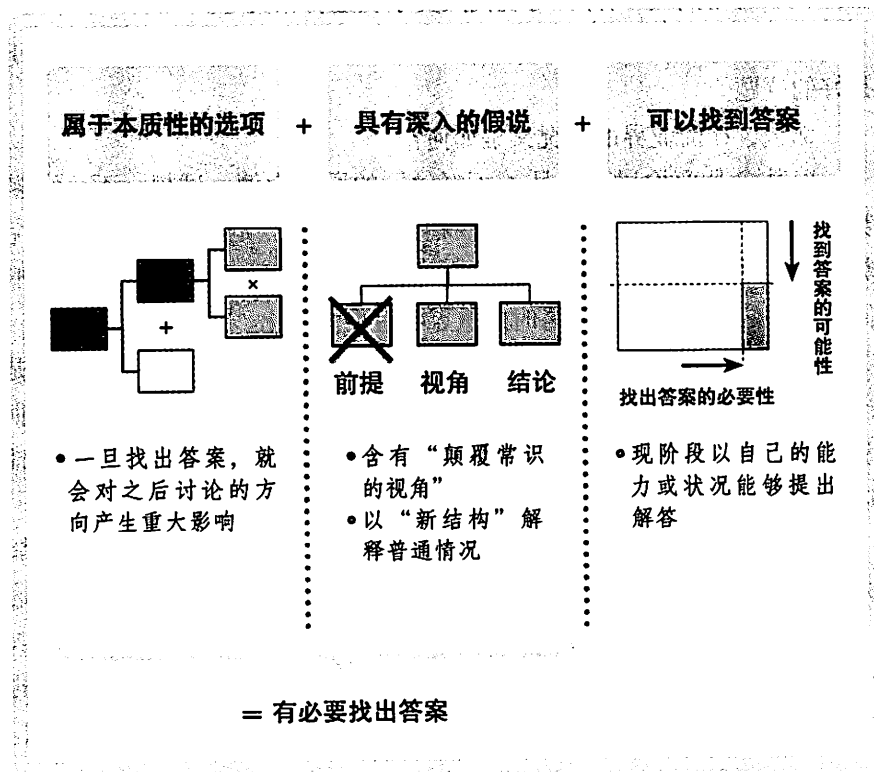 属于本质性的选项 + 具有深入的假说 + 可以找到答案
+
×
前提 视角 结论
找到答案的可能性
找出答案的必要性
•一旦找出答案，就
会对之后讨论的方
向产生重大影响
•含有“颠覆常识
的视角”
•以“新结构”解
释普通情况
•现阶段以自己的能
力或状况能够提出
解答
= 有必要找出答案